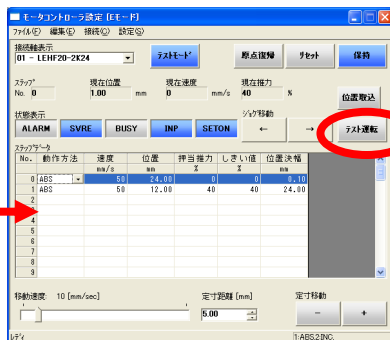 モータコントローラ設定 [Eモード]
ファイル(F) 編集(E) 接続(C) 設定(S)
接続軸表示
01 - LEHF20-2K24 テストモード 原点復帰 リセット 保持
ステップ 現在位置 現在速度 現在推力
No. 0 1.00 mm 0 mm/s 40 % 位置取込
状態表示 ジョグ移動
ALARM SVRE BUSY INP SETON ← → テスト運転
ステップデータ
No. 動作方法 速度 位置 押当推力 しきい値 位置決幅
mm/s mm % % mm
0 ABS 50 24.00 0 0 0.10
1 ABS 50 12.00 40 40 24.00
2
3
4
5
6
7
8
9
移動速度: 10 [mm/sec] 定寸距離 [mm] 定寸移動
5.00 - +
レディ 1:ABS,2:INC,